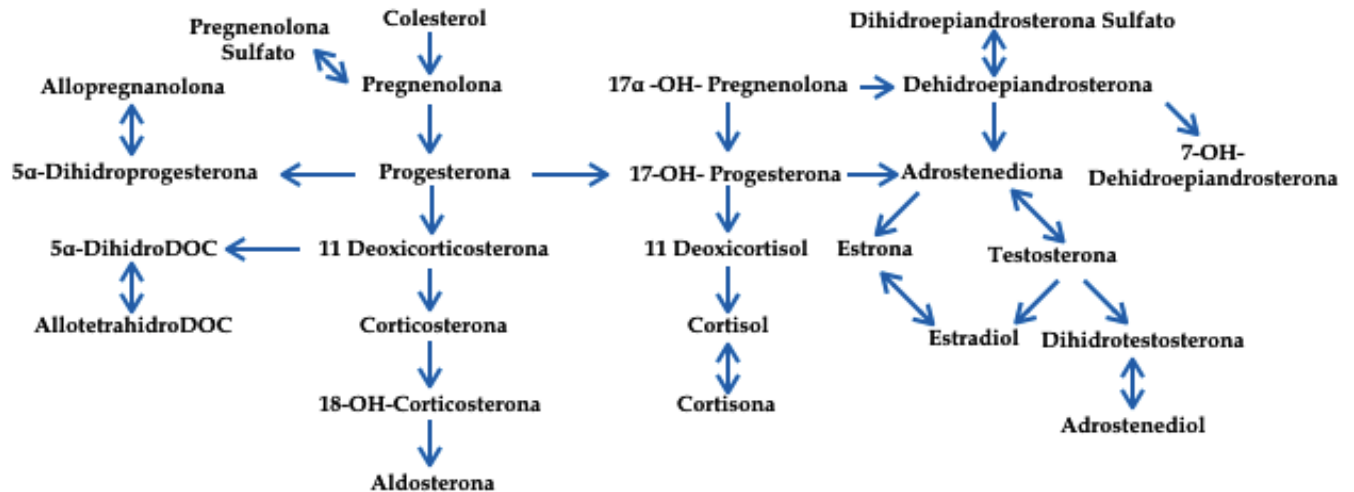 Colesterol
Dihidroepiandrosterona Sulfato
Pregnenolona
Sulfato
Allopregnanolona
Pregnenolona
17α -OH- Pregnenolona
Dehidroepiandrosterona
5α-Dihidroprogesterona
Progesterona
17-OH- Progesterona
Adrostenediona
7-OH-
Dehidroepiandrosterona
5α-DihidroDOC
11 Deoxicorticosterona
11 Deoxicortisol
Estrona
Testosterona
AllotetrahidroDOC
Corticosterona
Cortisol
Estradiol
Dihidrotestosterona
18-OH-Corticosterona
Cortisona
Adrostenediol
Aldosterona